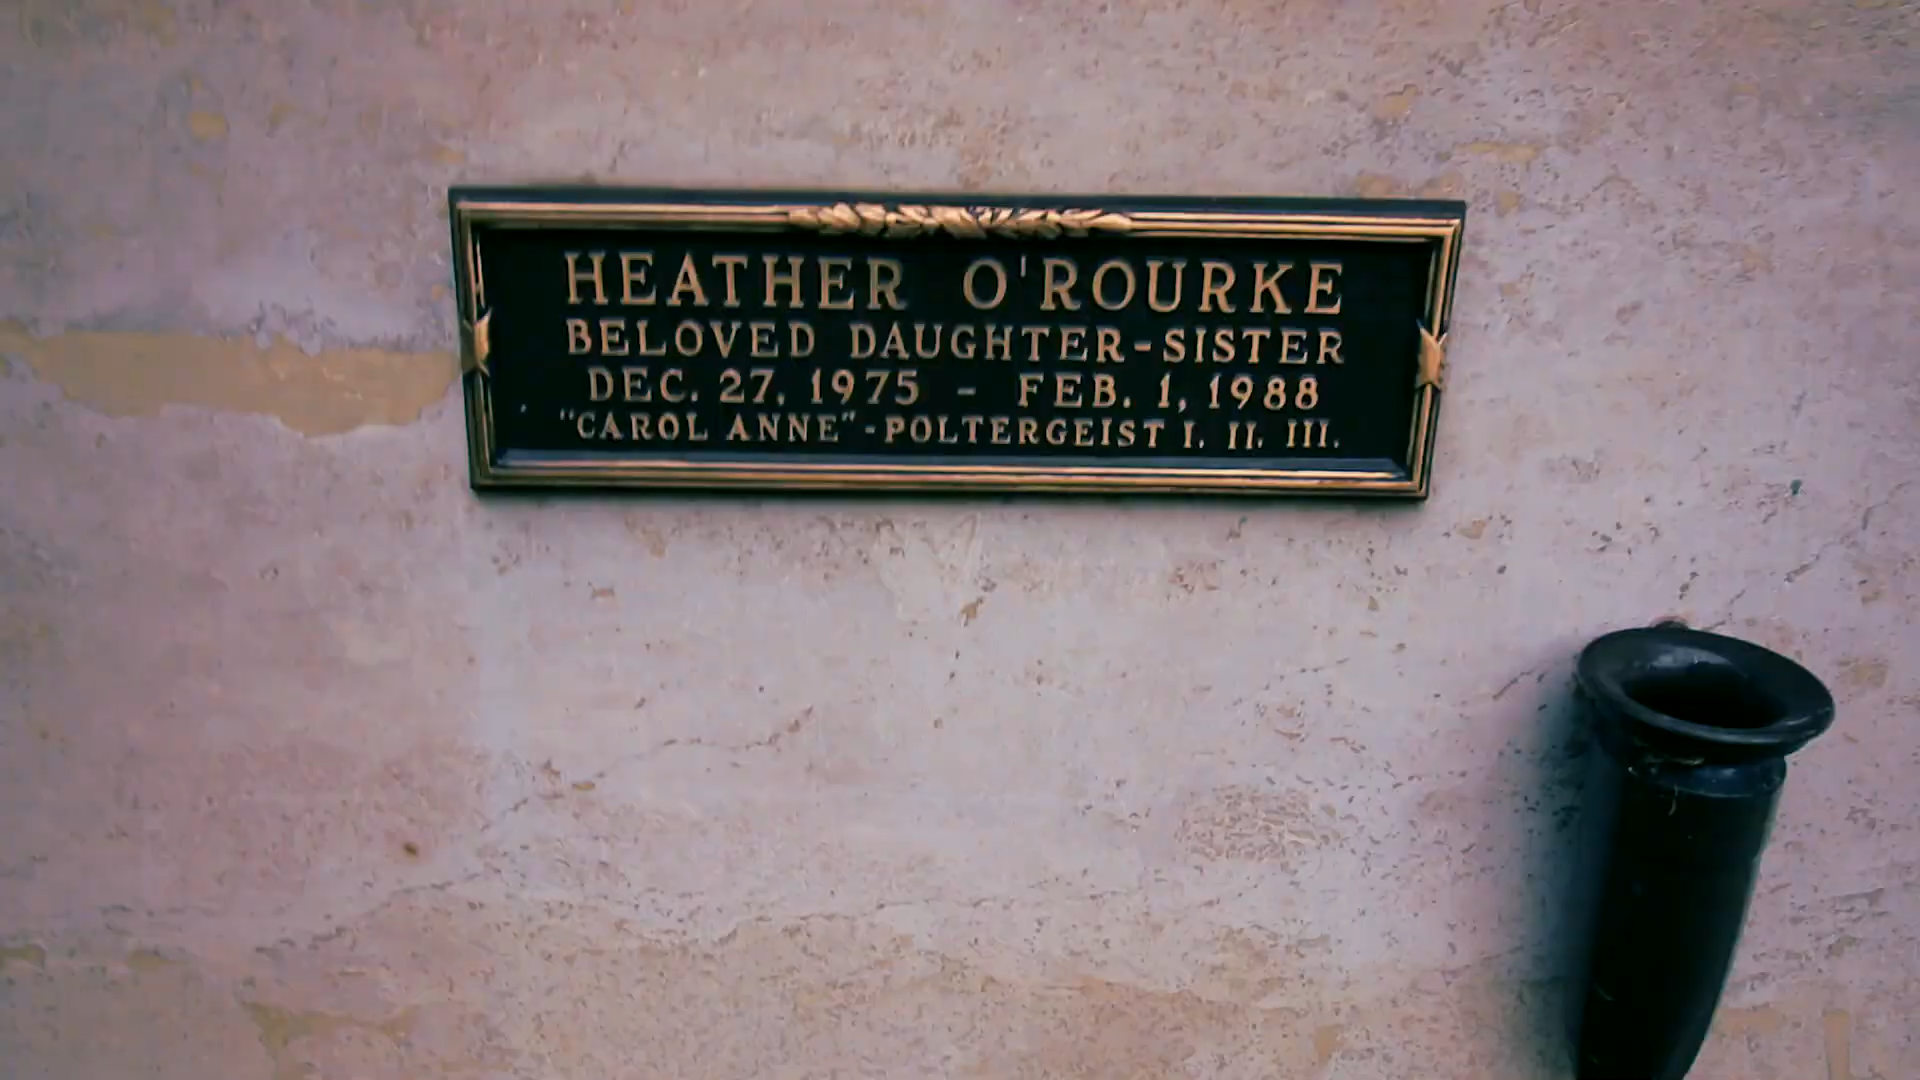 HEATHER O'ROURKE
BELOVED DAUGHTER-SISTER
DEC. 27, 1975 - FEB. 1, 1988
"CAROL ANNE"-POLTERGEIST I. II. III.